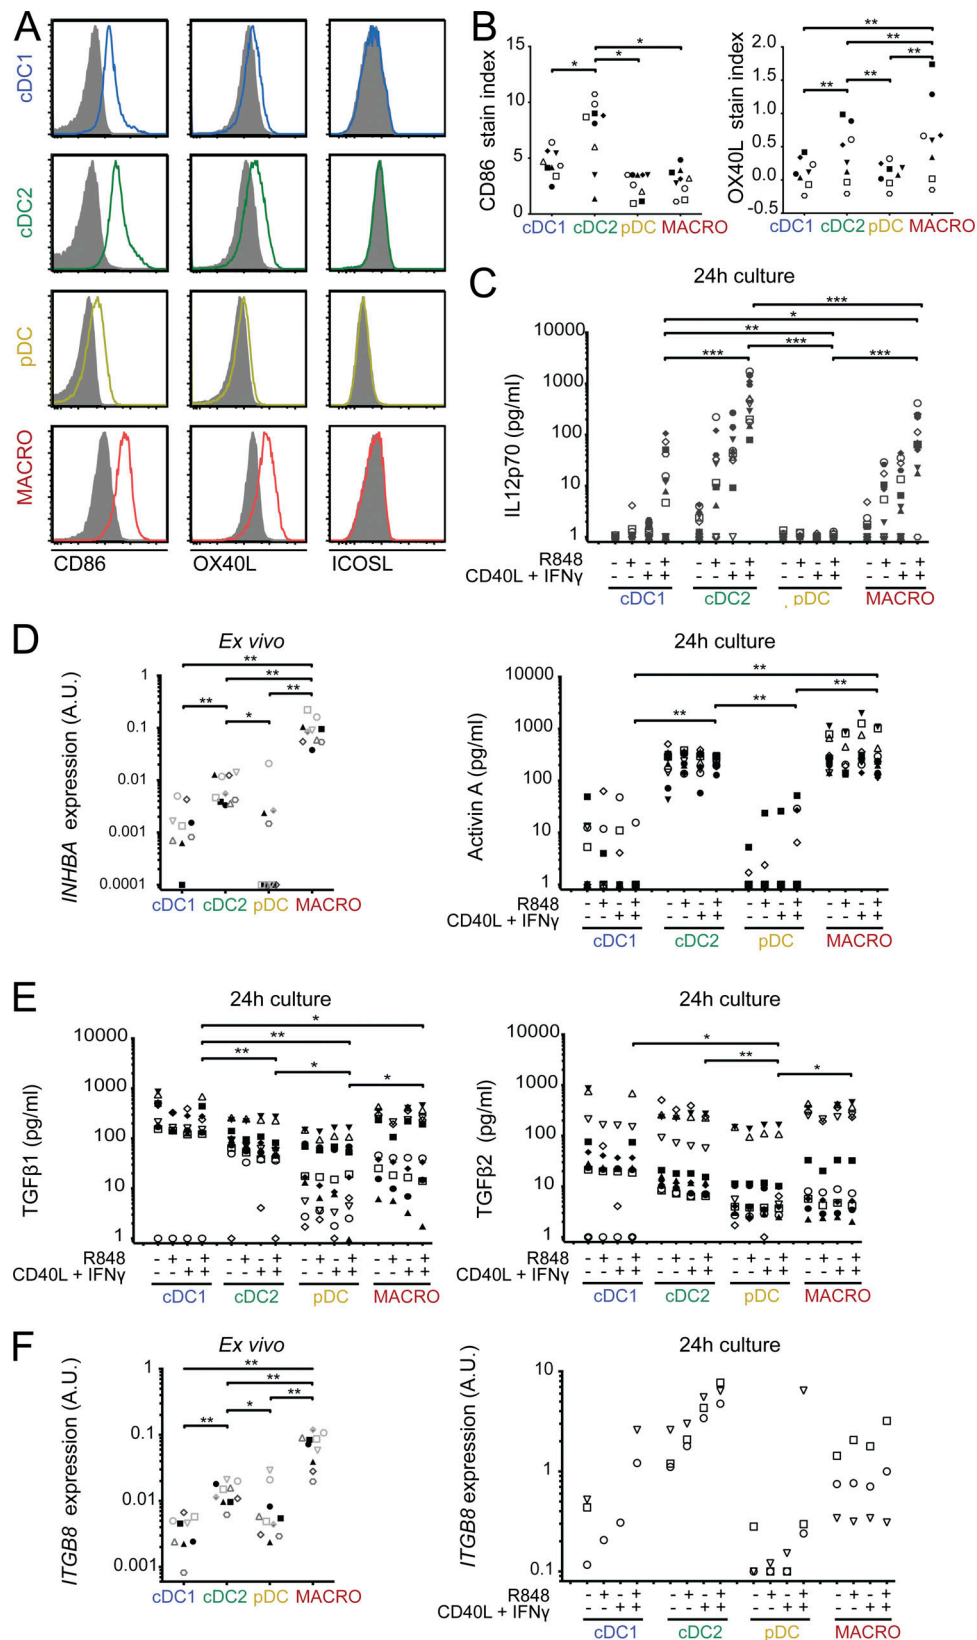 A
cDC1
cDC2
pDC
MACRO
CD86 OX40L ICOSL
B
CD86 stain index
15
10
5
0
* * *
cDC1 cDC2 pDC MACRO
OX40L stain index
2.0
1.5
1.0
0.5
-0.0
-0.5
** ** ** ** **
cDC1 cDC2 pDC MACRO
C
24h culture
IL12p70 (pg/ml)
10000
1000
100
10
1
***
*
**
***
*** ***
R848 - + - + - + - + - + - + - + - +
CD40L + IFNγ - - + + - - + + - - + + - - + +
cDC1 cDC2 pDC MACRO
D
Ex vivo
INHBA expression (A.U.)
1
0.1
0.01
0.001
0.0001
**
**
**
** *
cDC1 cDC2 pDC MACRO
24h culture
Activin A (pg/ml)
10000
1000
100
10
1
**
**
**
**
R848 - + - + - + - + - + - + - + - +
CD40L + IFNγ - - + + - - + + - - + + - - + +
cDC1 cDC2 pDC MACRO
E
24h culture
TGFβ1 (pg/ml)
10000
1000
100
10
1
*
**
**
*
*
R848 - + - + - + - + - + - + - + - +
CD40L + IFNγ - - + + - - + + - - + + - - + +
cDC1 cDC2 pDC MACRO
24h culture
TGFβ2 (pg/ml)
10000
1000
100
10
1
*
**
*
R848 - + - + - + - + - + - + - + - +
CD40L + IFNγ - - + + - - + + - - + + - - + +
cDC1 cDC2 pDC MACRO
F
Ex vivo
ITGB8 expression (A.U.)
1
0.1
0.01
0.001
**
**
**
*
**
cDC1 cDC2 pDC MACRO
24h culture
ITGB8 expression (A.U.)
10
1
0.1
R848 - + - + - + - + - + - + - + - +
CD40L + IFNγ - - + + - - + + - - + + - - + +
cDC1 cDC2 pDC MACRO